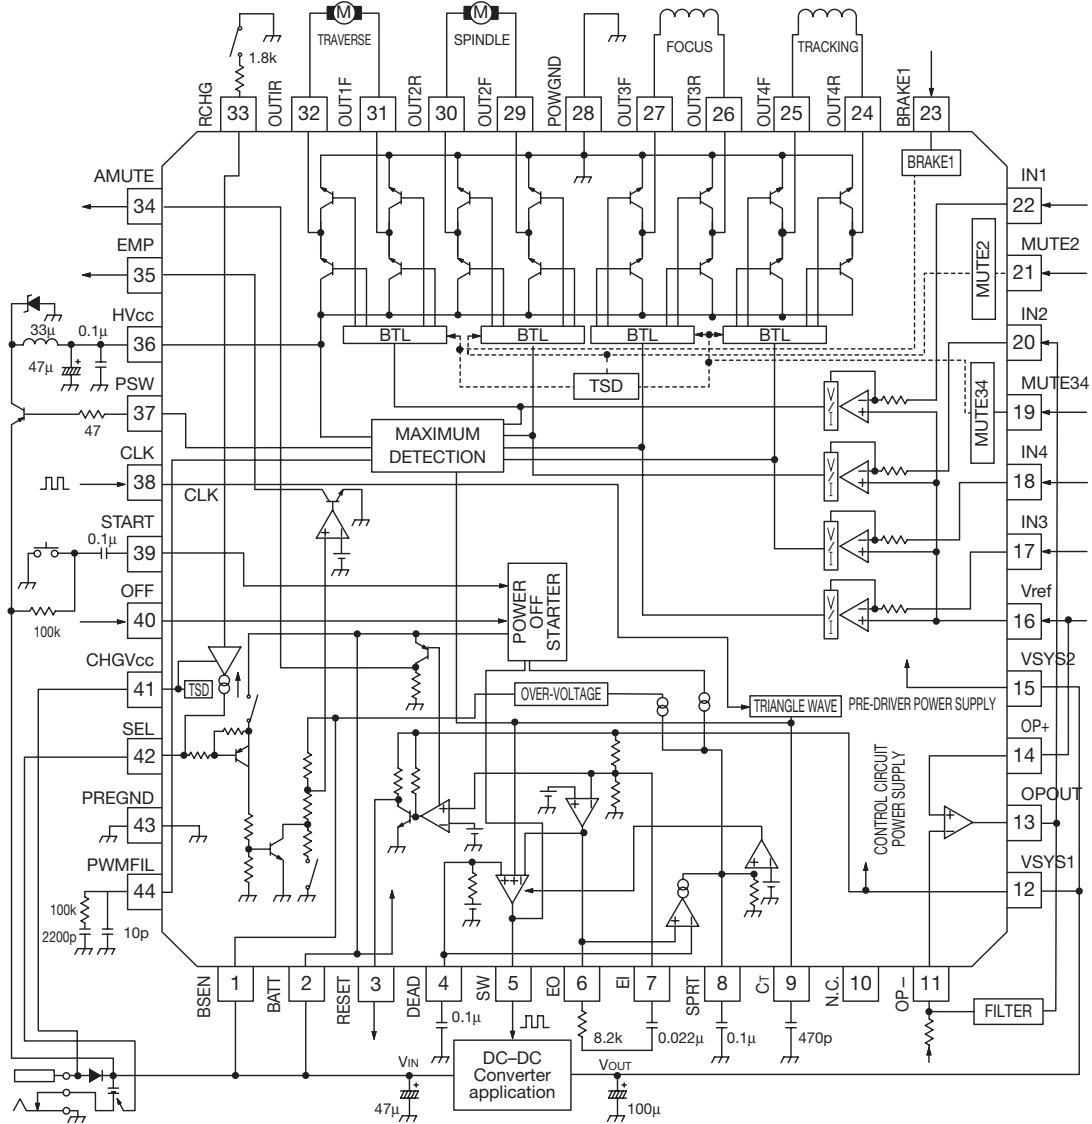 M
TRAVERSE
M
SPINDLE
FOCUS
TRACKING
1.8k
RCHG
OUTIR
OUT1F
OUT2R
OUT2F
POWGND
OUT3F
OUT3R
OUT4F
OUT4R
BRAKE1
33
32
31
30
29
28
27
26
25
24
23
BRAKE1
AMUTE
34
EMP
35
HVcc
36
33μ
0.1μ
47μ
PSW
37
47
CLK
38
CLK
START
39
0.1μ
OFF
40
100k
CHGVcc
41
TSD
SEL
42
PREGND
43
PWMFIL
44
100k
2200p
10p
IN1
22
MUTE2
21
MUTE2
IN2
20
MUTE34
19
MUTE34
IN4
18
IN3
17
Vref
16
VSYS2
15
PRE-DRIVER POWER SUPPLY
OP+
14
OPOUT
13
VSYS1
12
CONTROL CIRCUIT
POWER SUPPLY
BTL
BTL
BTL
BTL
TSD
MAXIMUM
DETECTION
V/I
V/I
V/I
V/I
POWER
OFF
STARTER
OVER-VOLTAGE
TRIANGLE WAVE
+
−
1
2
3
4
5
6
7
8
9
10
11
BSEN
BATT
RESET
DEAD
SW
EO
EI
SPRT
CT
N.C.
OP−
0.1μ
8.2k
0.022μ
0.1μ
470p
FILTER
VIN
47μ
DC–DC
Converter
application
VOUT
100μ